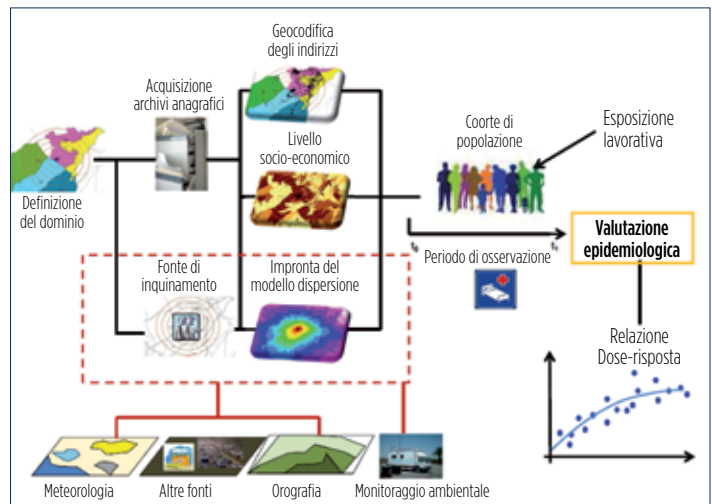 Geocodifica
degli indirizzi
Acquisizione
archivi anagrafici
Livello
socio-economico
Coorte di
popolazione
Esposizione
lavorativa
Definizione
del dominio
Fonte di
inquinamento
Impronta del
modello dispersione
t₀
t₁
Periodo di osservazione
Valutazione
epidemiologica
Relazione
Dose-risposta
Meteorologia
Altre fonti
Orografia
Monitoraggio ambientale